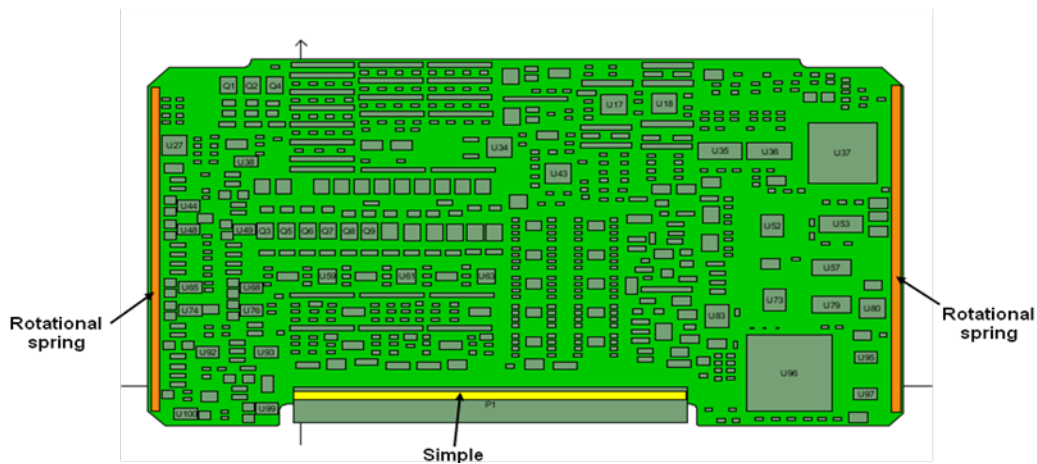 Q1 Q2 Q4
U17 U18
U27 U34 U35 U36 U37
U38
U43
U44
U48 U49 Q3 Q5 Q6 Q7 Q8 Q9 U52 U53
U59 U61 U63 U57
U65 U68
U74 U76 U83 U73 U79 U80
Rotational
spring
Rotational
spring
U92 U93 U96 U95
U97
U100 U99 P1
Simple